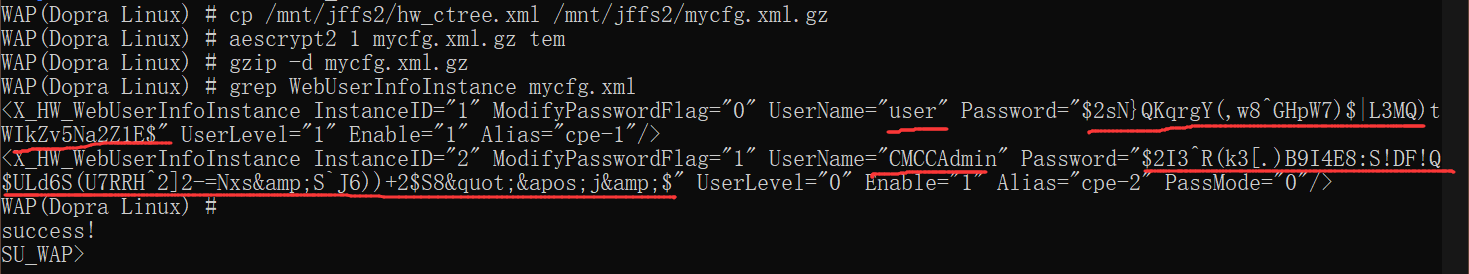 WAP(Dopra Linux) # cp /mnt/jffs2/hw_ctree.xml /mnt/jffs2/mycfg.xml.gz
WAP(Dopra Linux) # aescrypt2 1 mycfg.xml.gz tem
WAP(Dopra Linux) # gzip -d mycfg.xml.gz
WAP(Dopra Linux) # grep WebUserInfoInstance mycfg.xml
<X_HW_WebUserInfoInstance InstanceID="1" ModifyPasswordFlag="0" UserName="user" Password="$2sN}QKqrgY(,w8^GHpW7)$|L3MQ)t
WIkZv5Na2Z1E$" UserLevel="1" Enable="1" Alias="cpe-1"/>
<X_HW_WebUserInfoInstance InstanceID="2" ModifyPasswordFlag="1" UserName="CMCCAdmin" Password="$2I3^R(k3[.)B9I4E8:S!DF!Q
$ULd6S(U7RRH^2]2-=Nxs&amp;S`J6))+2$S8&quot;&apos;j&amp;$" UserLevel="0" Enable="1" Alias="cpe-2" PassMode="0"/>
WAP(Dopra Linux) #
success!
SU_WAP>